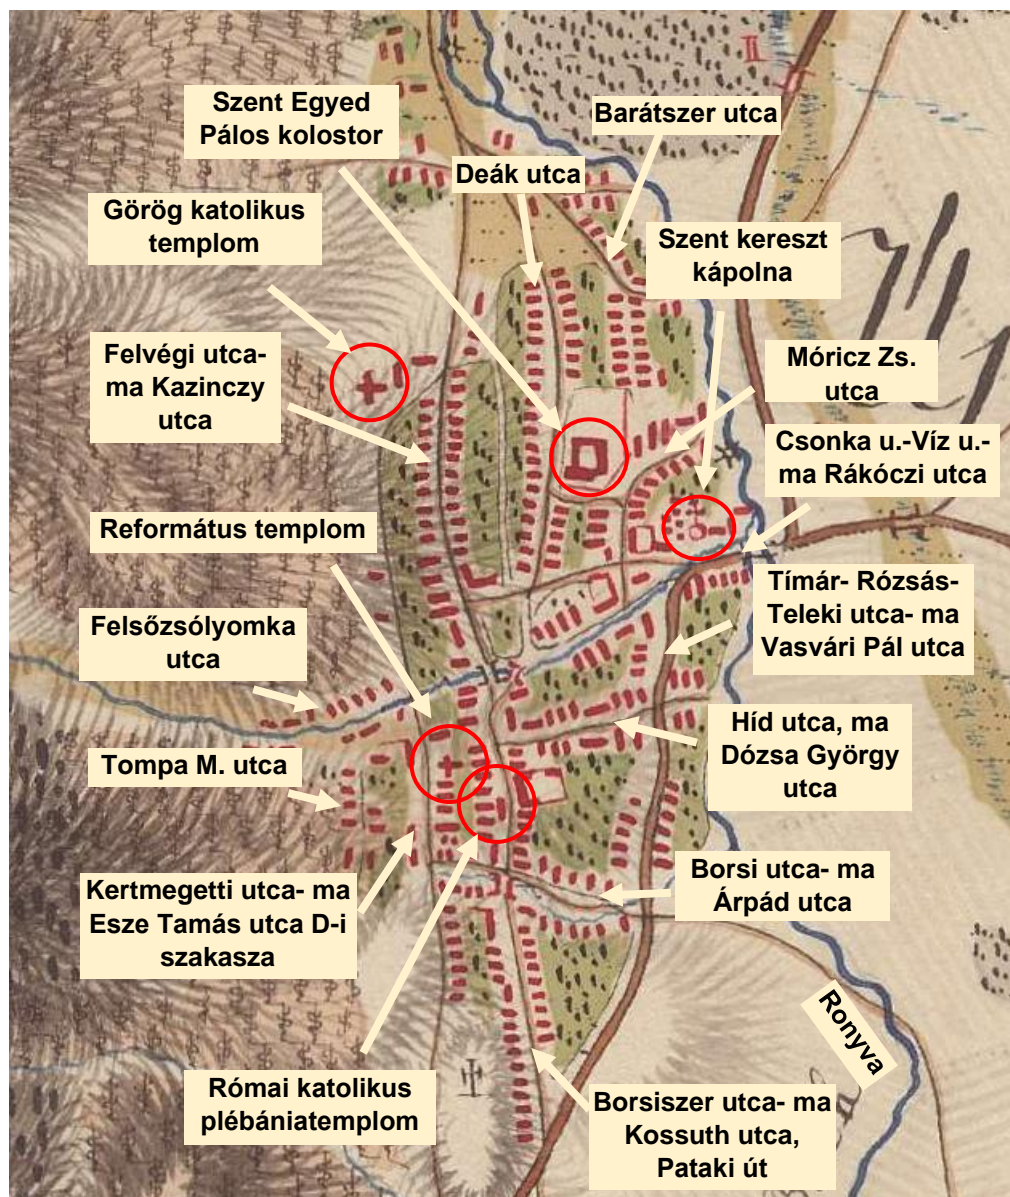 Szent Egyed
Pálos kolostor
Barátszer utca
Deák utca
Görög katolikus
templom
Szent kereszt
kápolna
Felvégi utca-
ma Kazinczy
utca
Móricz Zs.
utca
Csonka u.-Víz u.-
ma Rákóczi utca
Református templom
Tímár- Rózsás-
Teleki utca- ma
Vasvári Pál utca
Felsőzsólyomka
utca
Híd utca, ma
Dózsa György
utca
Tompa M. utca
Borsi utca- ma
Árpád utca
Kertmegetti utca- ma
Esze Tamás utca D-i
szakasza
Ronyva
Római katolikus
plébániatemplom
Borsiszer utca- ma
Kossuth utca,
Pataki út